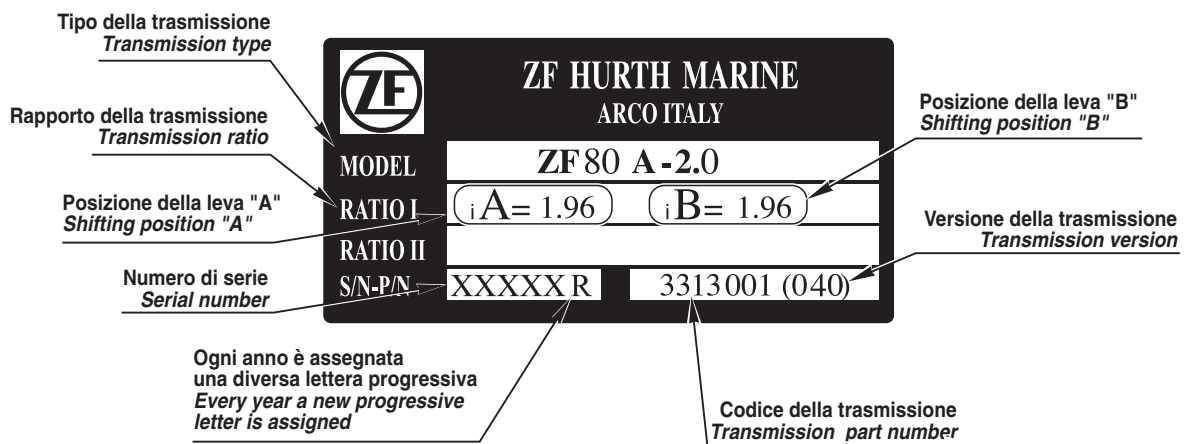 Tipo della trasmissione
Transmission type
Rapporto della trasmissione
Transmission ratio
Posizione della leva "A"
Shifting position "A"
Numero di serie
Serial number
Ogni anno è assegnata
una diversa lettera progressiva
Every year a new progressive
letter is assigned
ZF
ZF HURTH MARINE
ARCO ITALY
MODEL ZF80 A-2.0
RATIO I iA= 1.96 iB= 1.96
RATIO II
S/N-P/N XXXXX R 3313001 (040)
Posizione della leva "B"
Shifting position "B"
Versione della trasmissione
Transmission version
Codice della trasmissione
Transmission part number